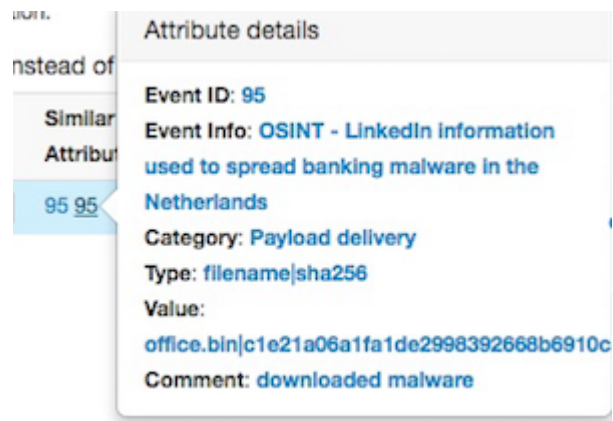 Attribute details
nstead of
Event ID: 95
Similar
Event Info: OSINT - LinkedIn information
Attribut
used to spread banking malware in the
95 95
Netherlands
Category: Payload delivery
Type: filename|sha256
Value:
office.bin|c1e21a06a1fa1de2998392668b6910c
Comment: downloaded malware